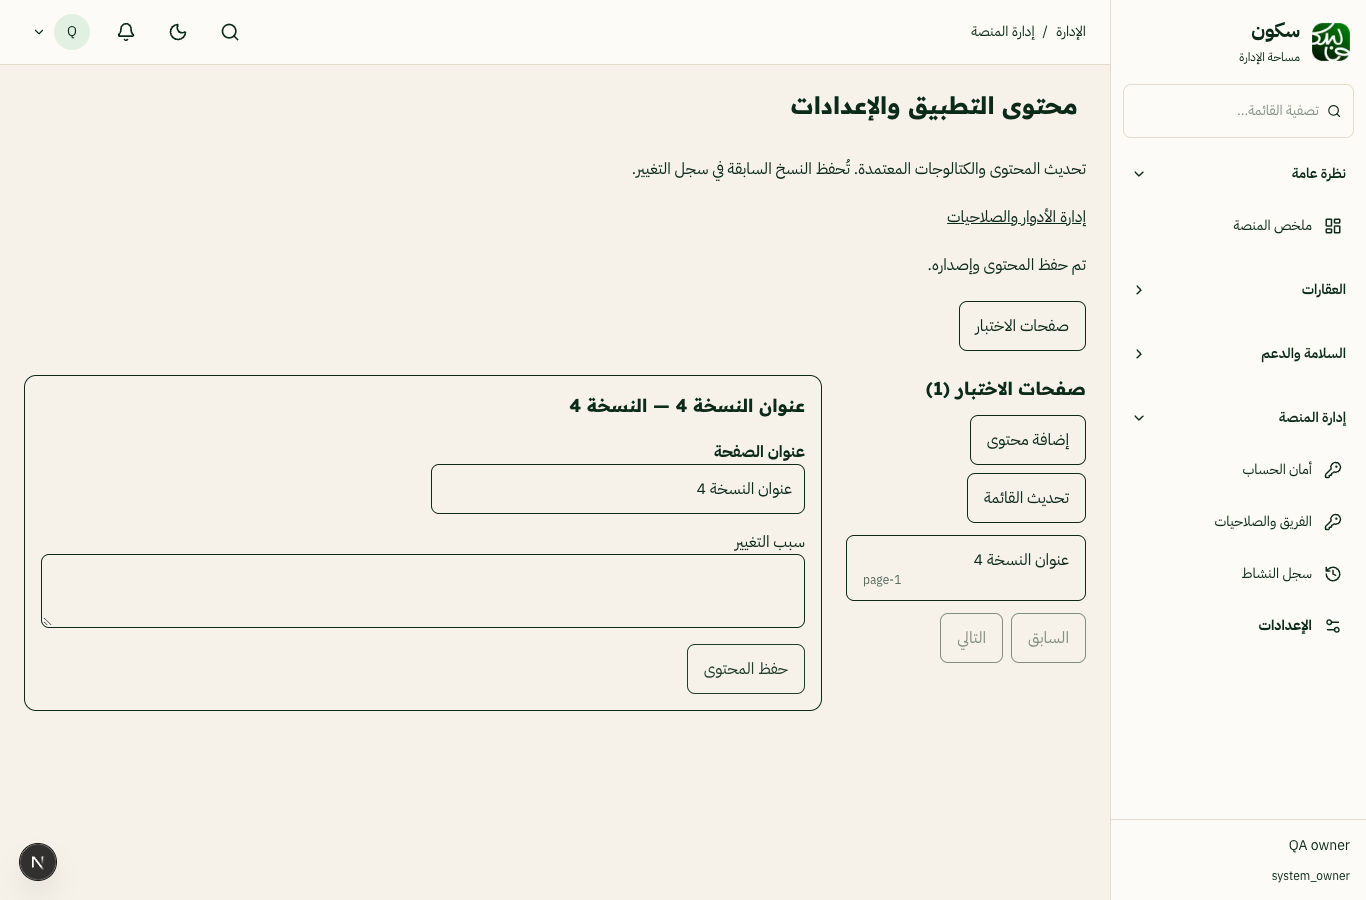 سكون
مساحة الإدارة
تصفية القائمة...
نظرة عامة
ملخص المنصة
العقارات
السلامة والدعم
إدارة المنصة
أمان الحساب
الفريق والصلاحيات
سجل النشاط
الإعدادات
QA owner
system_owner
الإدارة / إدارة المنصة
Q
محتوى التطبيق والإعدادات
تحديث المحتوى والكتالوجات المعتمدة. تُحفظ النسخ السابقة في سجل التغيير.
إدارة الأدوار والصلاحيات
تم حفظ المحتوى وإصداره.
صفحات الاختبار
صفحات الاختبار (1)
إضافة محتوى
تحديث القائمة
عنوان النسخة 4
page-1
السابق
التالي
عنوان النسخة 4 — النسخة 4
عنوان الصفحة
عنوان النسخة 4
سبب التغيير
حفظ المحتوى
N